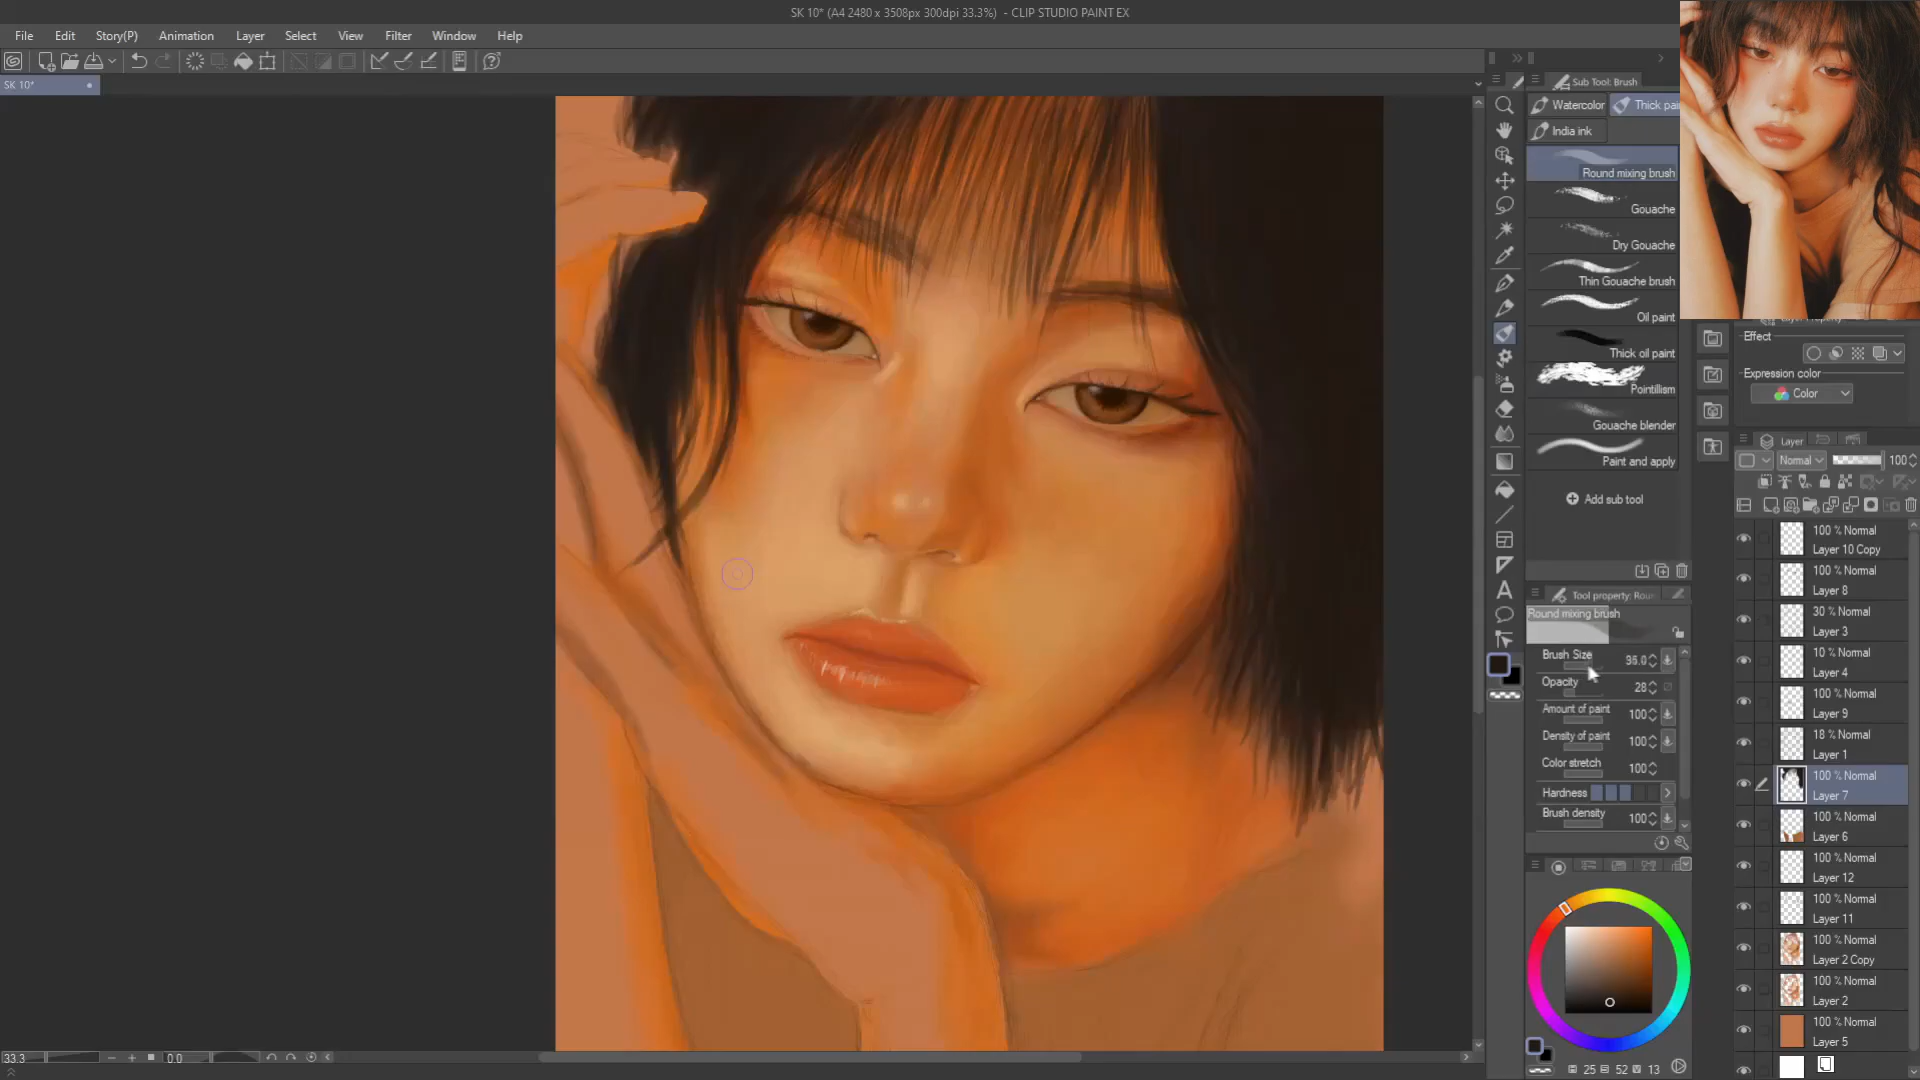 SK 10* (A4 2480 x 3508px 300dpi 33.3%) - CLIP STUDIO PAINT EX
File Edit Story(P) Animation Layer Select View Filter Window Help
SK 10*
Sub Tool: Brush
Watercolor Thick pai
India ink
Round mixing brush
Gouache
Dry Gouache
Thin Gouache brush
Oil paint
Thick oil paint
Pointillism
Gouache blender
Paint and apply
Add sub tool
Tool property: Rou
Round mixing brush
Brush Size 36.0
Opacity 28
Amount of paint 100
Density of paint 100
Color stretch 100
Hardness
Brush density 100
25 52 13
Effect
Expression color
Color
Layer
Normal 100
100 % Normal
Layer 10 Copy
100 % Normal
Layer 8
30 % Normal
Layer 3
10 % Normal
Layer 4
100 % Normal
Layer 9
18 % Normal
Layer 1
100 % Normal
Layer 7
100 % Normal
Layer 6
100 % Normal
Layer 12
100 % Normal
Layer 11
100 % Normal
Layer 2 Copy
100 % Normal
Layer 2
100 % Normal
Layer 5
33.3 0.0